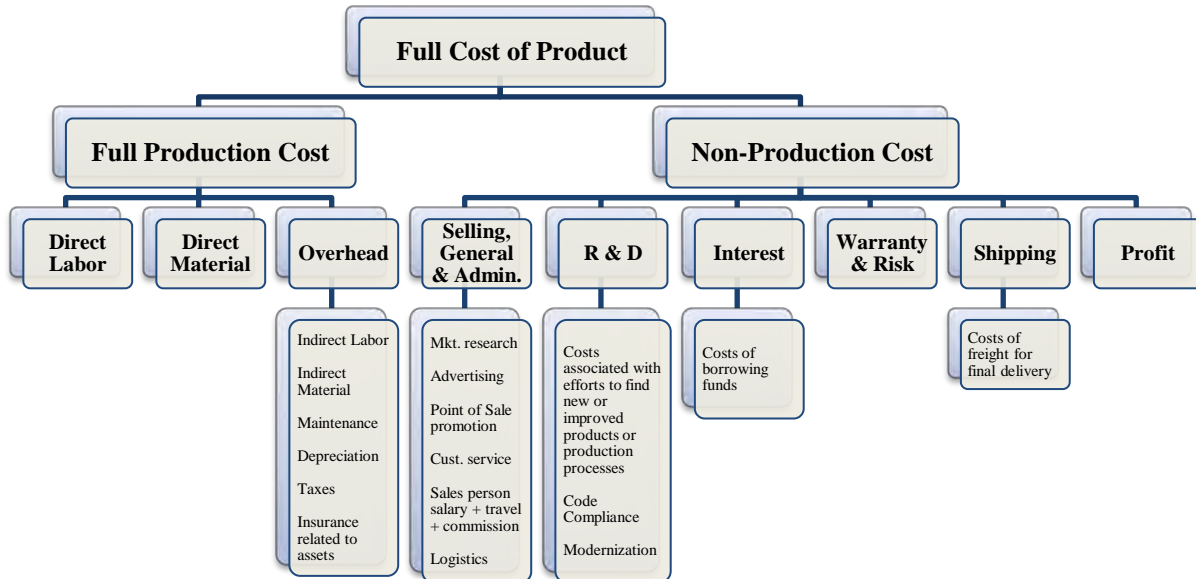 Full Cost of Product
Full Production Cost
Non-Production Cost
Direct
Labor
Direct
Material
Overhead
Selling,
General
& Admin.
R & D
Interest
Warranty
& Risk
Shipping
Profit
Indirect Labor
Indirect
Material
Maintenance
Depreciation
Taxes
Insurance
related to
assets
Mkt. research
Advertising
Point of Sale
promotion
Cust. service
Sales person
salary + travel
+ commission
Logistics
Costs
associated with
efforts to find
new or
improved
products or
production
processes
Code
Compliance
Modernization
Costs of
borrowing
funds
Costs of
freight for
final delivery